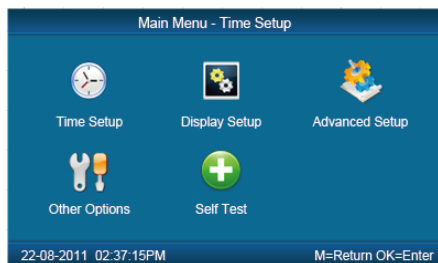 Main Menu - Time Setup
Time Setup Display Setup Advanced Setup
Other Options Self Test
22-08-2011 02:37:15PM M=Return OK=Enter